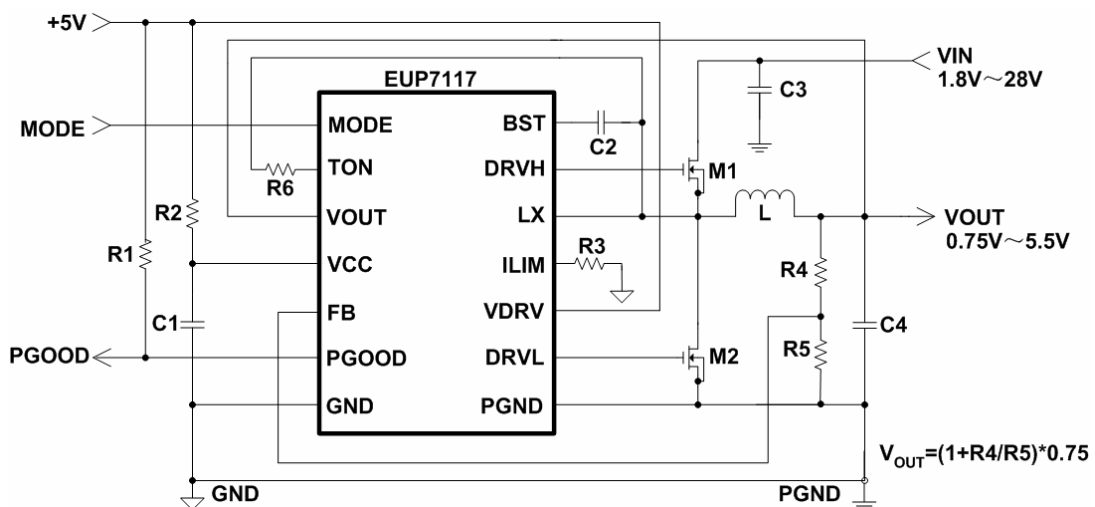 +5V
VIN
1.8V～28V
EUP7117
C3
MODE
MODE
BST
C2
TON
R6
DRVH
M1
R2
VOUT
LX
L
VOUT
0.75V～5.5V
R1
VCC
ILIM
R3
R4
C1
FB
VDRV
C4
PGOOD
PGOOD
DRVL
M2
R5
GND
PGND
VOUT=(1+R4/R5)*0.75
GND
PGND